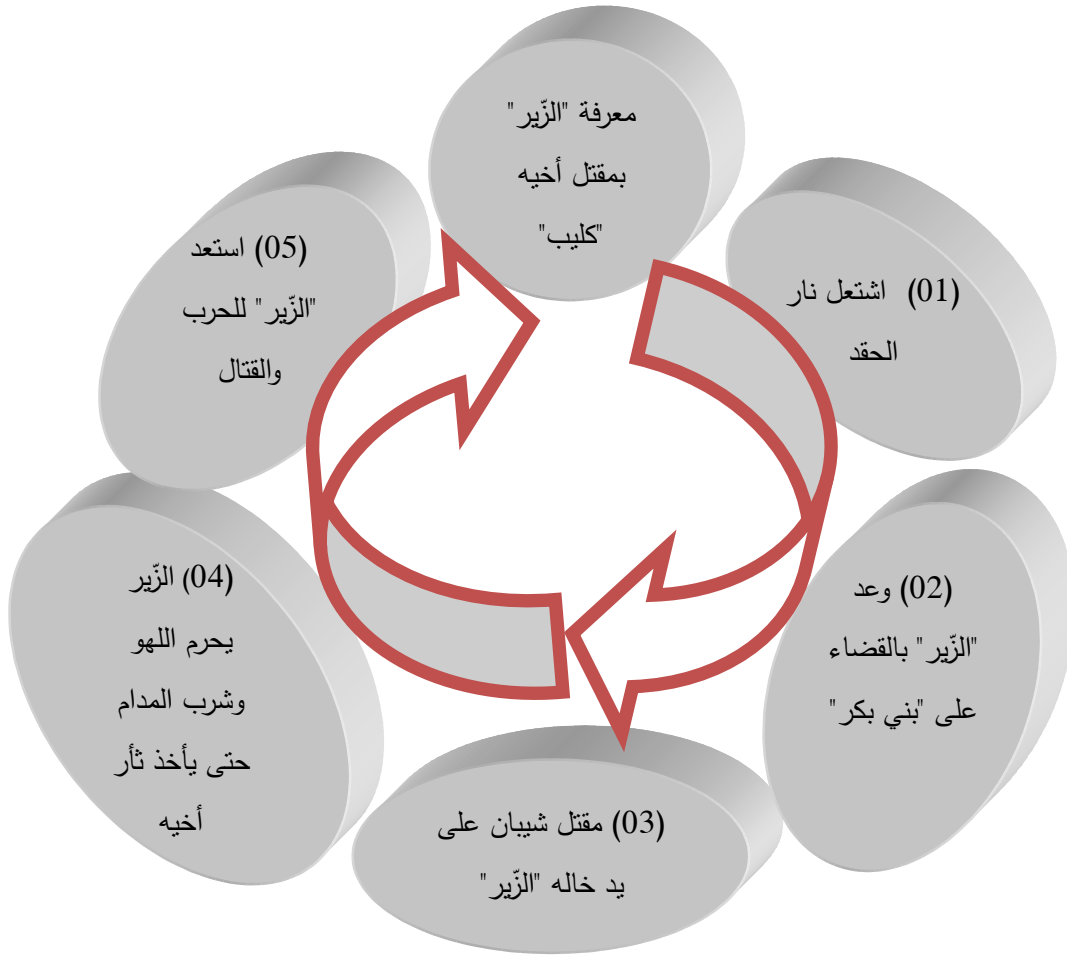 معرفة "الزّير"
بمقتل أخيه
"كليب"
(01) اشتعل نار
الحقد
(02) وعد
"الزّير" بالقضاء
على "بني بكر"
(03) مقتل شيبان على
يد خاله "الزّير"
(04) الزّير
يحرم اللهو
وشرب المدام
حتى يأخذ ثأر
أخيه
(05) استعد
"الزّير" للحرب
والقتال